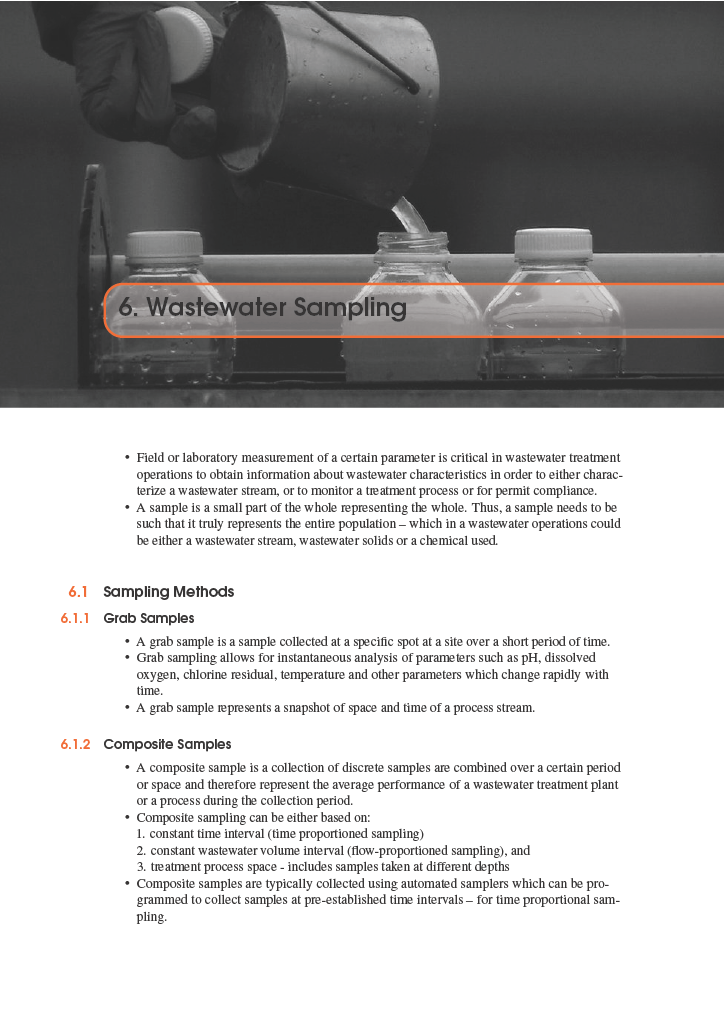 6. Wastewater Sampling
• Field or laboratory measurement of a certain parameter is critical in wastewater treatment
operations to obtain information about wastewater characteristics in order to either charac-
terize a wastewater stream, or to monitor a treatment process or for permit compliance.
• A sample is a small part of the whole representing the whole. Thus, a sample needs to be
such that it truly represents the entire population – which in a wastewater operations could
be either a wastewater stream, wastewater solids or a chemical used.
6.1 Sampling Methods
6.1.1 Grab Samples
• A grab sample is a sample collected at a specific spot at a site over a short period of time.
• Grab sampling allows for instantaneous analysis of parameters such as pH, dissolved
oxygen, chlorine residual, temperature and other parameters which change rapidly with
time.
• A grab sample represents a snapshot of space and time of a process stream.
6.1.2 Composite Samples
• A composite sample is a collection of discrete samples are combined over a certain period
or space and therefore represent the average performance of a wastewater treatment plant
or a process during the collection period.
• Composite sampling can be either based on:
1. constant time interval (time proportioned sampling)
2. constant wastewater volume interval (flow-proportioned sampling), and
3. treatment process space - includes samples taken at different depths
• Composite samples are typically collected using automated samplers which can be pro-
grammed to collect samples at pre-established time intervals – for time proportional sam-
pling.